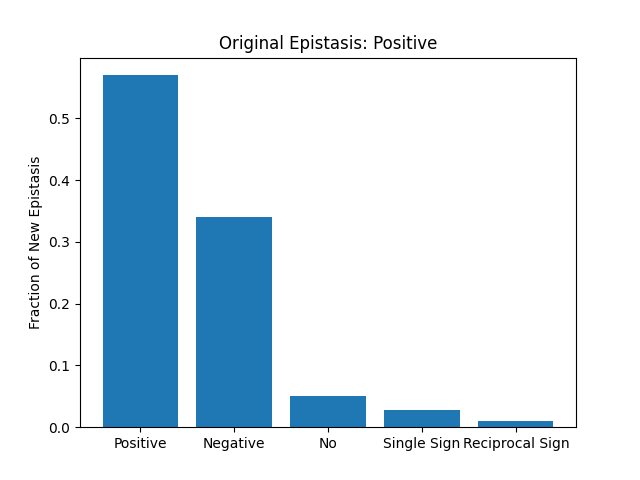 Original Epistasis: Positive
Fraction of New Epistasis
0.5
0.4
0.3
0.2
0.1
0.0
Positive Negative No Single Sign Reciprocal Sign